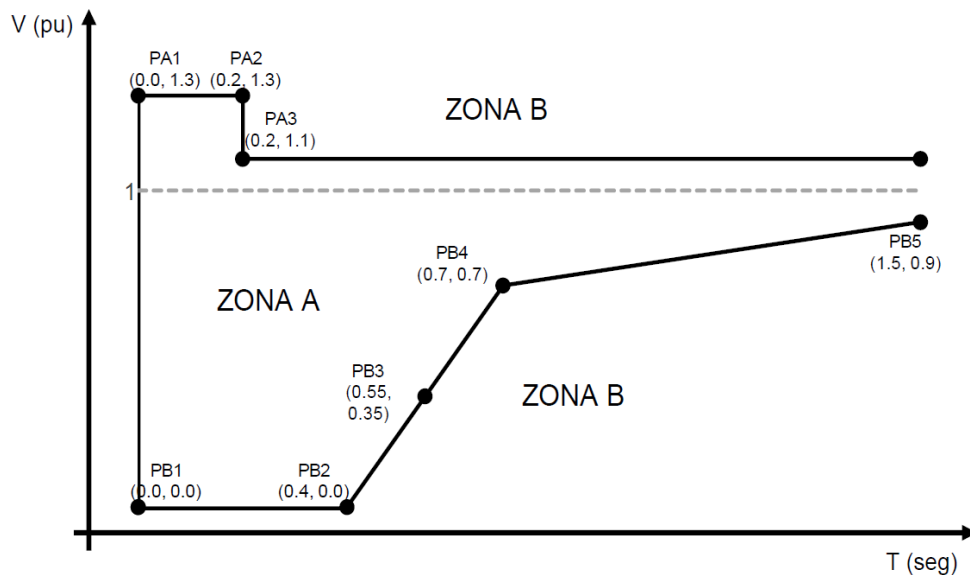 V (pu)
PA1
(0.0, 1.3)
PA2
(0.2, 1.3)
PA3
(0.2, 1.1)
ZONA B
1
PB5
(1.5, 0.9)
PB4
(0.7, 0.7)
ZONA A
PB3
(0.55,
0.35)
ZONA B
PB1
(0.0, 0.0)
PB2
(0.4, 0.0)
T (seg)